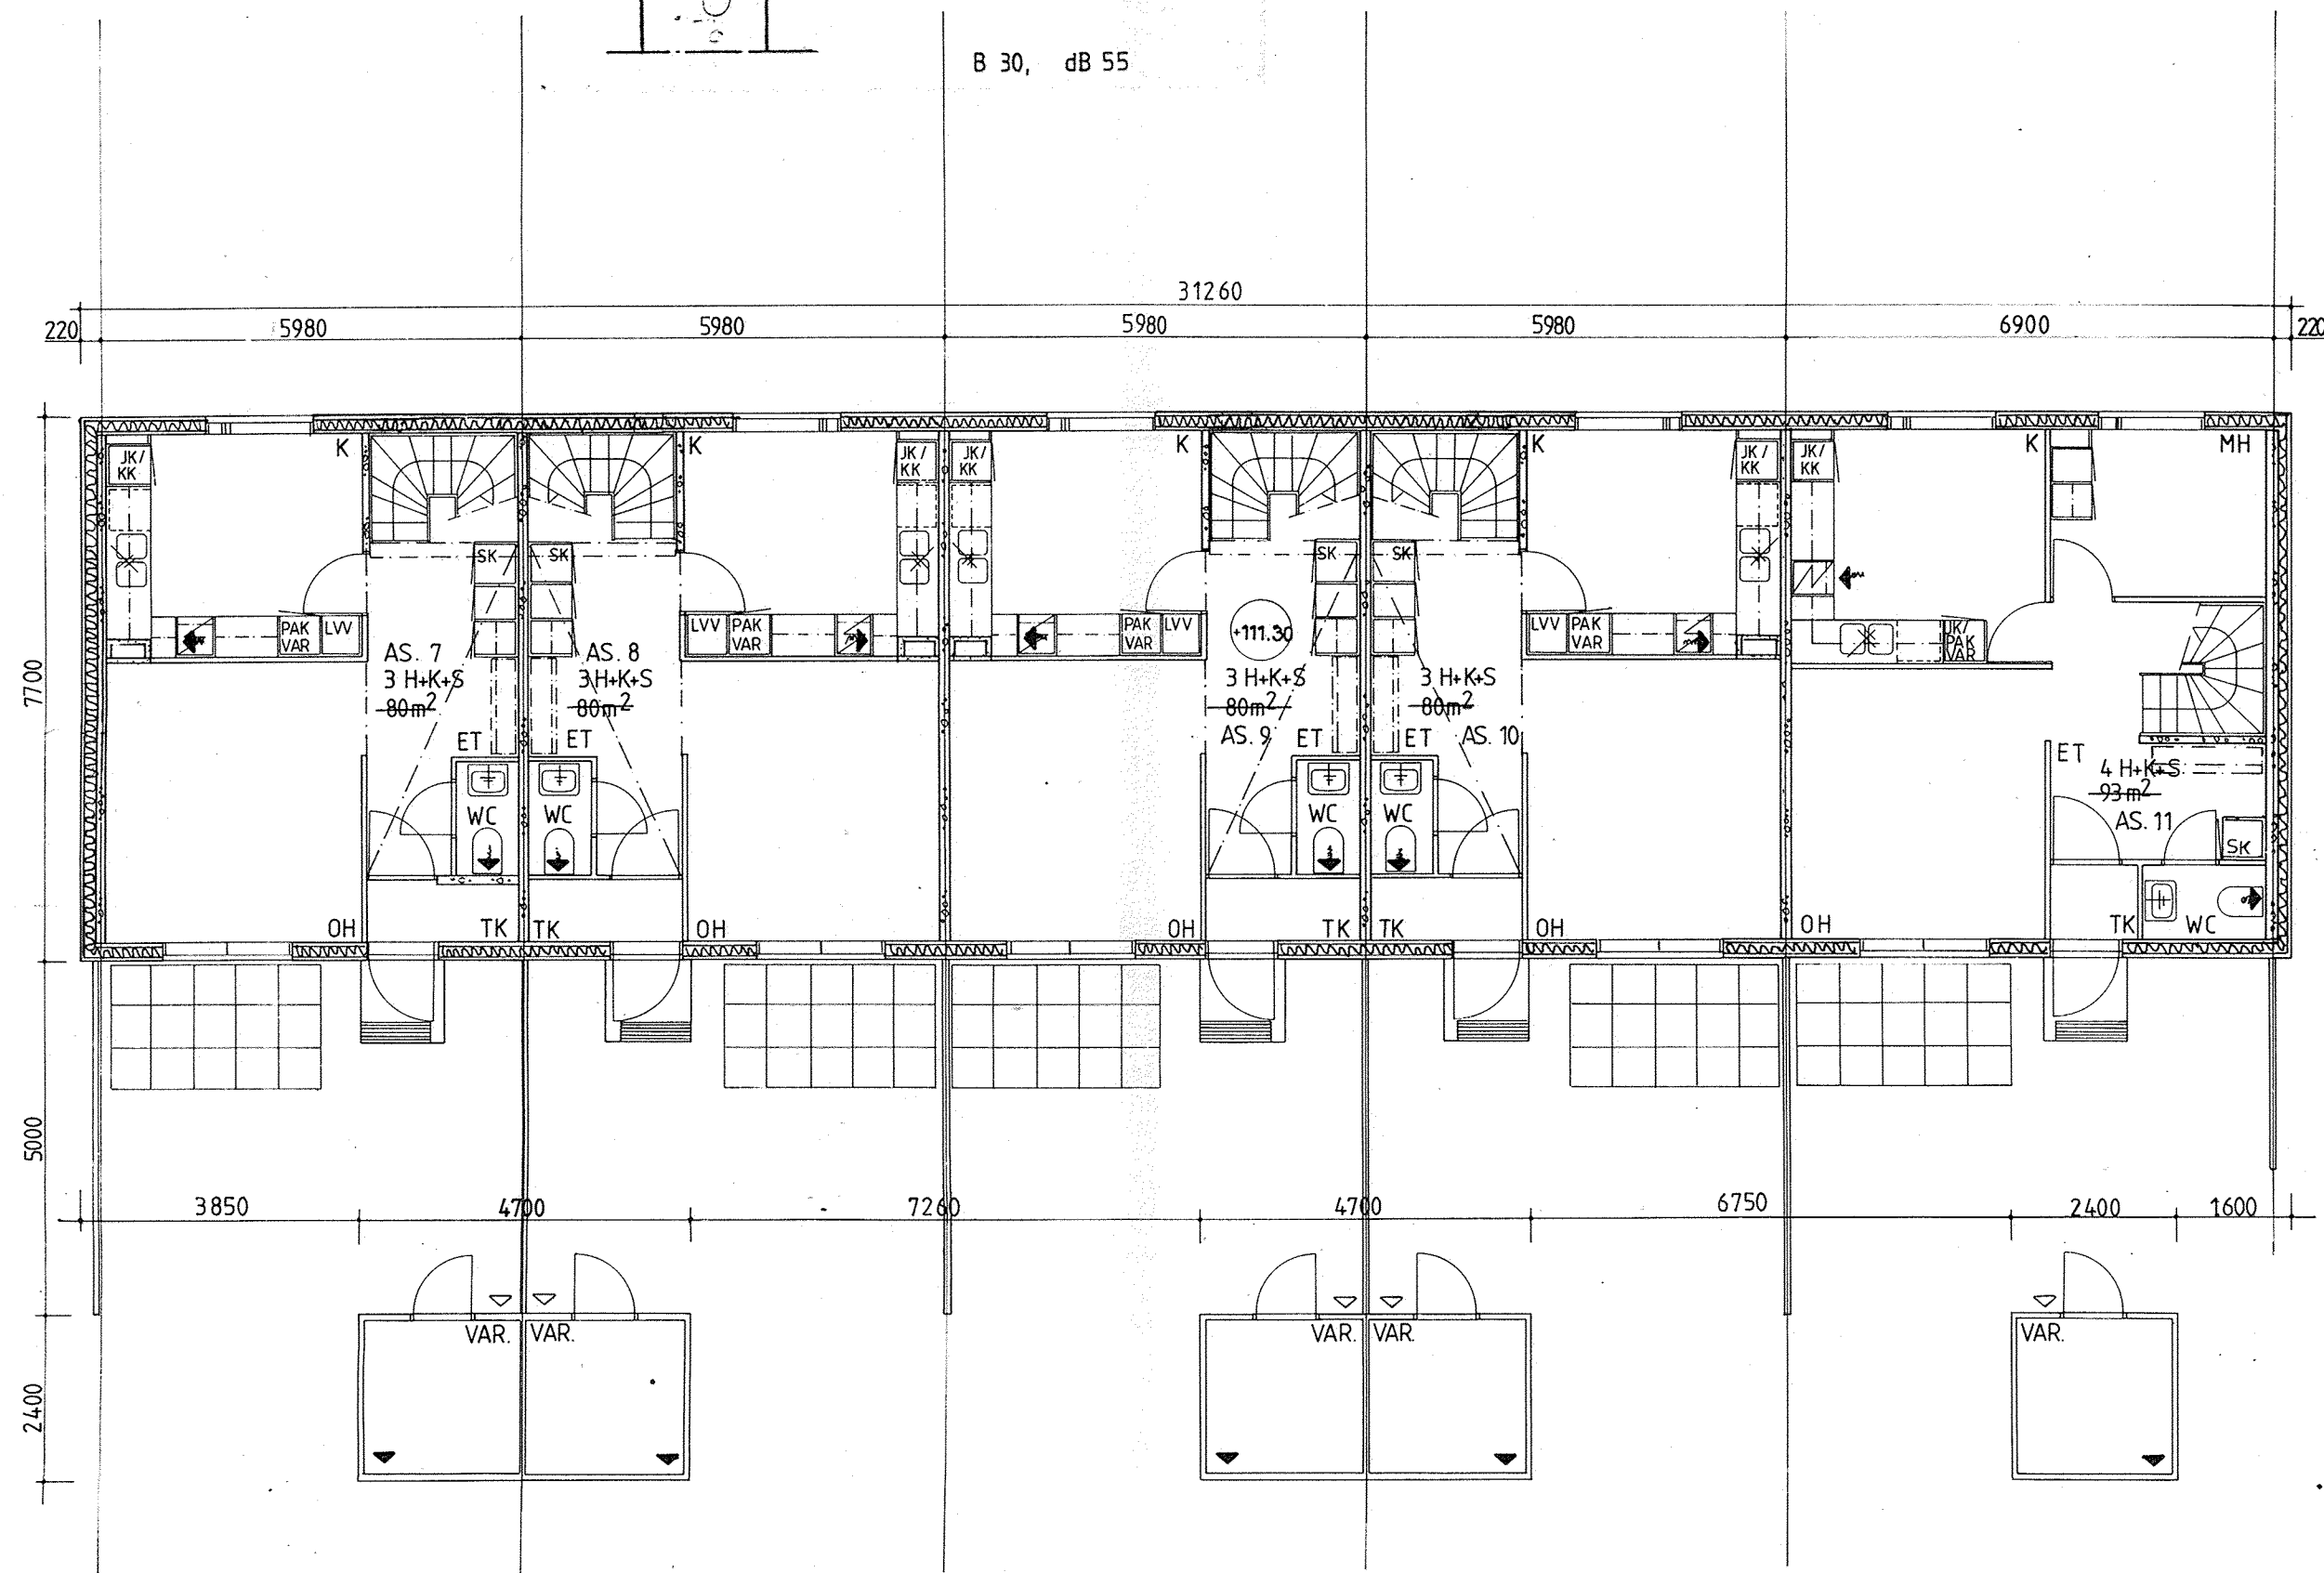 B 30, dB 55
31260
220 5980 5980 5980 5980 6900 220
K K K K K MH
JK/
KK
JK/
KK
JK/
KK
JK/
KK
JK/
KK
SK SK SK SK
PAK
VAR
LVV
LVV
PAK
VAR
PAK
VAR
LVV
LVV
PAK
VAR
JK/
PAK
VAR
+111.30
7700
AS. 7
3 H+K+S
80m²
ET
AS. 8
3 H+K+S
80m²
ET
3 H+K+S
80m²
AS. 9
ET
3 H+K+S
80m²
ET
AS. 10
ET
4 H+K+S
93m²
AS. 11
SK
WC WC WC WC
OH TK TK OH OH TK TK OH OH TK WC
5000
3850 4700 7260 4700 6750 2400 1600
VAR. VAR. VAR. VAR. VAR.
2400